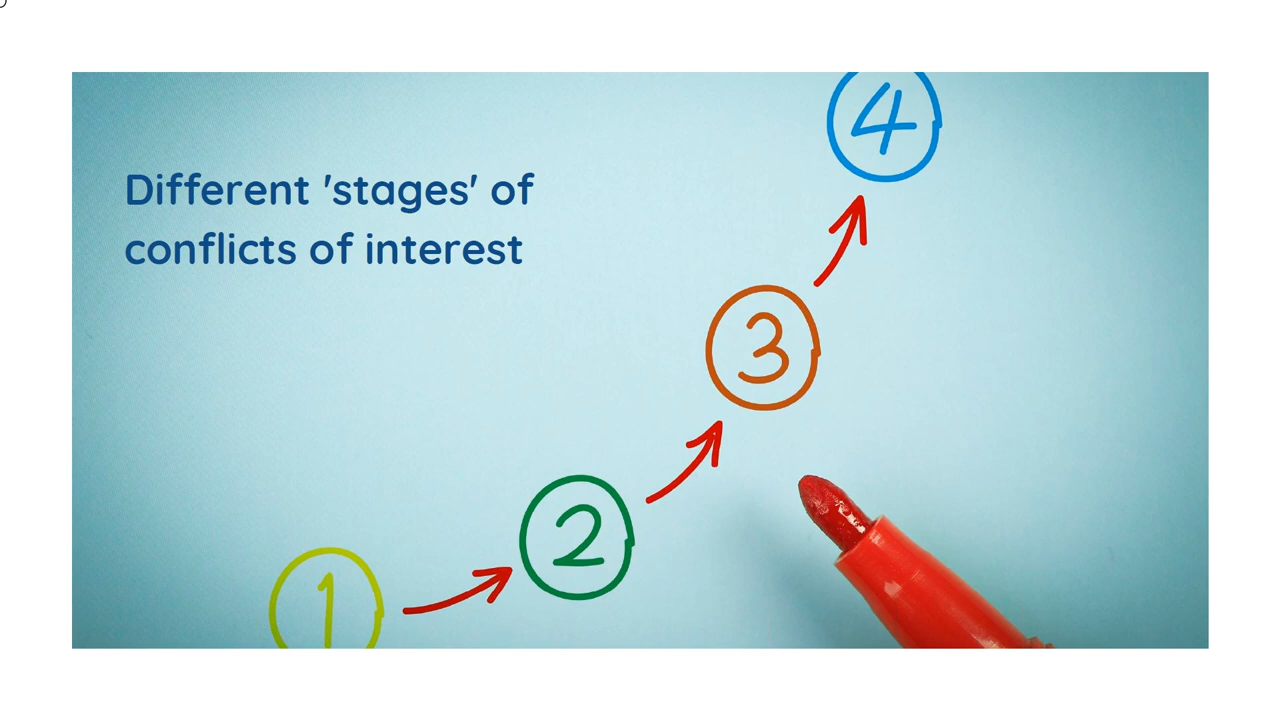 Different 'stages' of
conflicts of interest
4
3
2
1